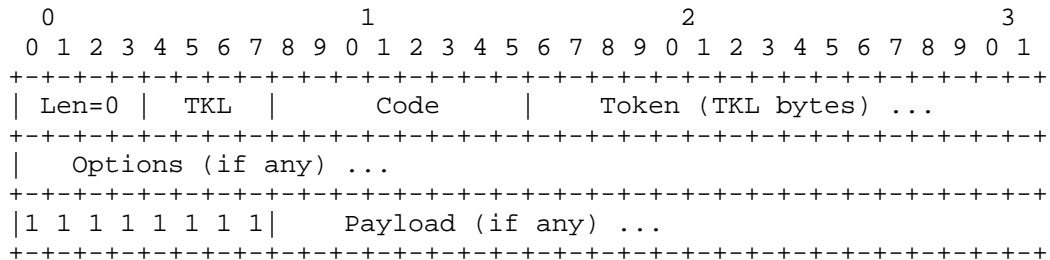 0                   1                   2                   3
 0 1 2 3 4 5 6 7 8 9 0 1 2 3 4 5 6 7 8 9 0 1 2 3 4 5 6 7 8 9 0 1
+-+-+-+-+-+-+-+-+-+-+-+-+-+-+-+-+-+-+-+-+-+-+-+-+-+-+-+-+-+-+-+-+
| Len=0 |  TKL  |      Code     |    Token (TKL bytes) ...
+-+-+-+-+-+-+-+-+-+-+-+-+-+-+-+-+-+-+-+-+-+-+-+-+-+-+-+-+-+-+-+-+
|   Options (if any) ...
+-+-+-+-+-+-+-+-+-+-+-+-+-+-+-+-+-+-+-+-+-+-+-+-+-+-+-+-+-+-+-+-+
|1 1 1 1 1 1 1 1|    Payload (if any) ...
+-+-+-+-+-+-+-+-+-+-+-+-+-+-+-+-+-+-+-+-+-+-+-+-+-+-+-+-+-+-+-+-+